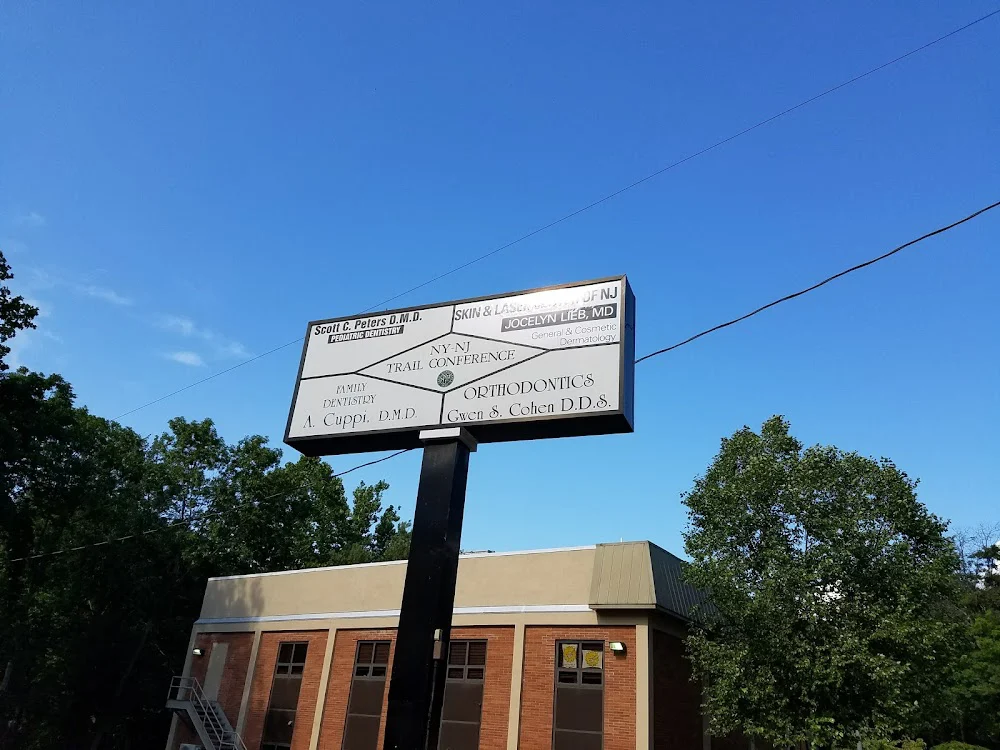 Scott C. Peters D.M.D.
PEDIATRIC DENTISTRY
SKIN & LASER OF NJ
JOCELYN LIEB, MD
General & Cosmetic
Dermatology
NY-NJ
TRAIL CONFERENCE
FAMILY
DENTISTRY
A. Cuppi, D.M.D.
ORTHODONTICS
Gwen S. Cohen D.D.S.